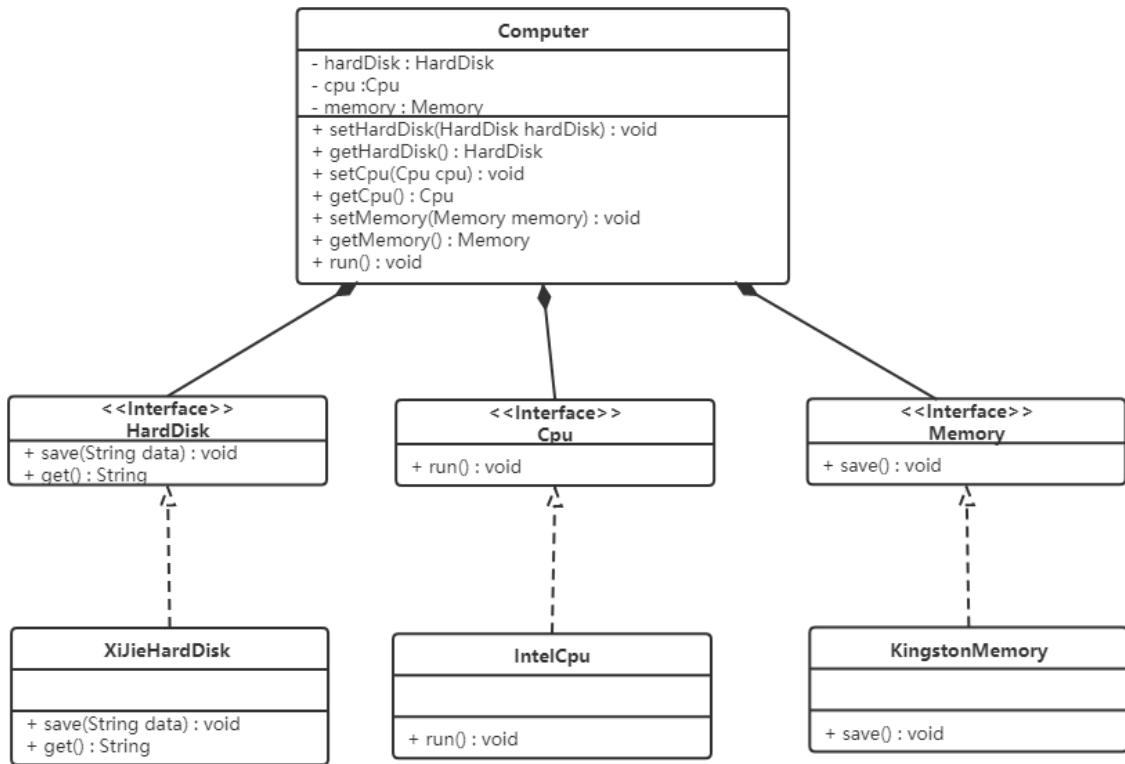 Computer
- hardDisk : HardDisk
- cpu :Cpu
- memory : Memory
+ setHardDisk(HardDisk hardDisk) : void
+ getHardDisk() : HardDisk
+ setCpu(Cpu cpu) : void
+ getCpu() : Cpu
+ setMemory(Memory memory) : void
+ getMemory() : Memory
+ run() : void
<<Interface>>
HardDisk
+ save(String data) : void
+ get() : String
<<Interface>>
Cpu
+ run() : void
<<Interface>>
Memory
+ save() : void
XiJieHardDisk
+ save(String data) : void
+ get() : String
IntelCpu
+ run() : void
KingstonMemory
+ save() : void